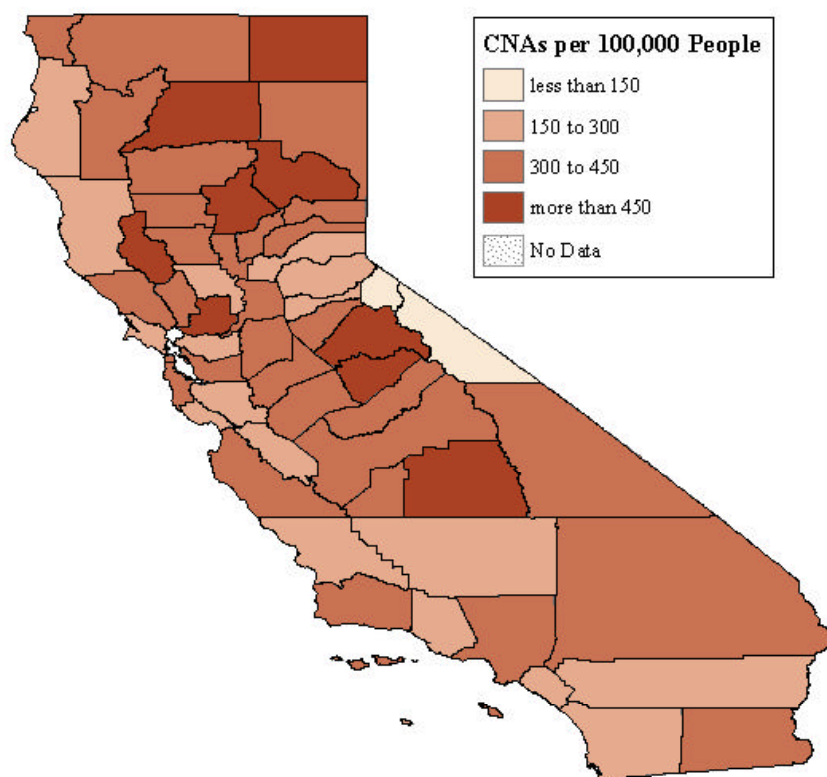 CNAs per 100,000 People
less than 150
150 to 300
300 to 450
more than 450
No Data